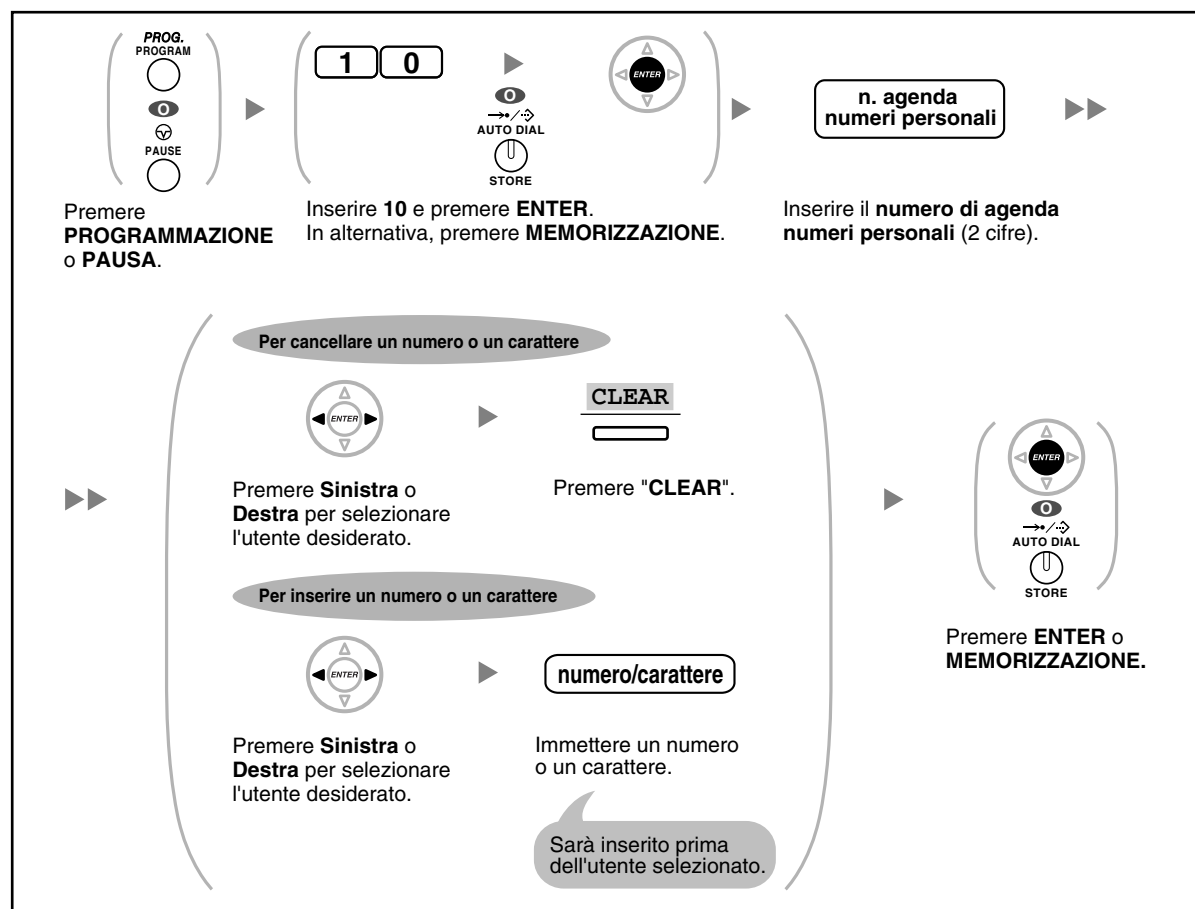 PROG.
PROGRAM
O
PAUSE
Premere
PROGRAMMAZIONE
o PAUSA.
1 0
O
AUTO DIAL
STORE
ENTER
Inserire 10 e premere ENTER.
In alternativa, premere MEMORIZZAZIONE.
n. agenda
numeri personali
Inserire il numero di agenda
numeri personali (2 cifre).
Per cancellare un numero o un carattere
ENTER
Premere Sinistra o
Destra per selezionare
l'utente desiderato.
CLEAR
Premere "CLEAR".
Per inserire un numero o un carattere
ENTER
Premere Sinistra o
Destra per selezionare
l'utente desiderato.
numero/carattere
Immettere un numero
o un carattere.
Sarà inserito prima
dell'utente selezionato.
ENTER
O
AUTO DIAL
STORE
Premere ENTER o
MEMORIZZAZIONE.